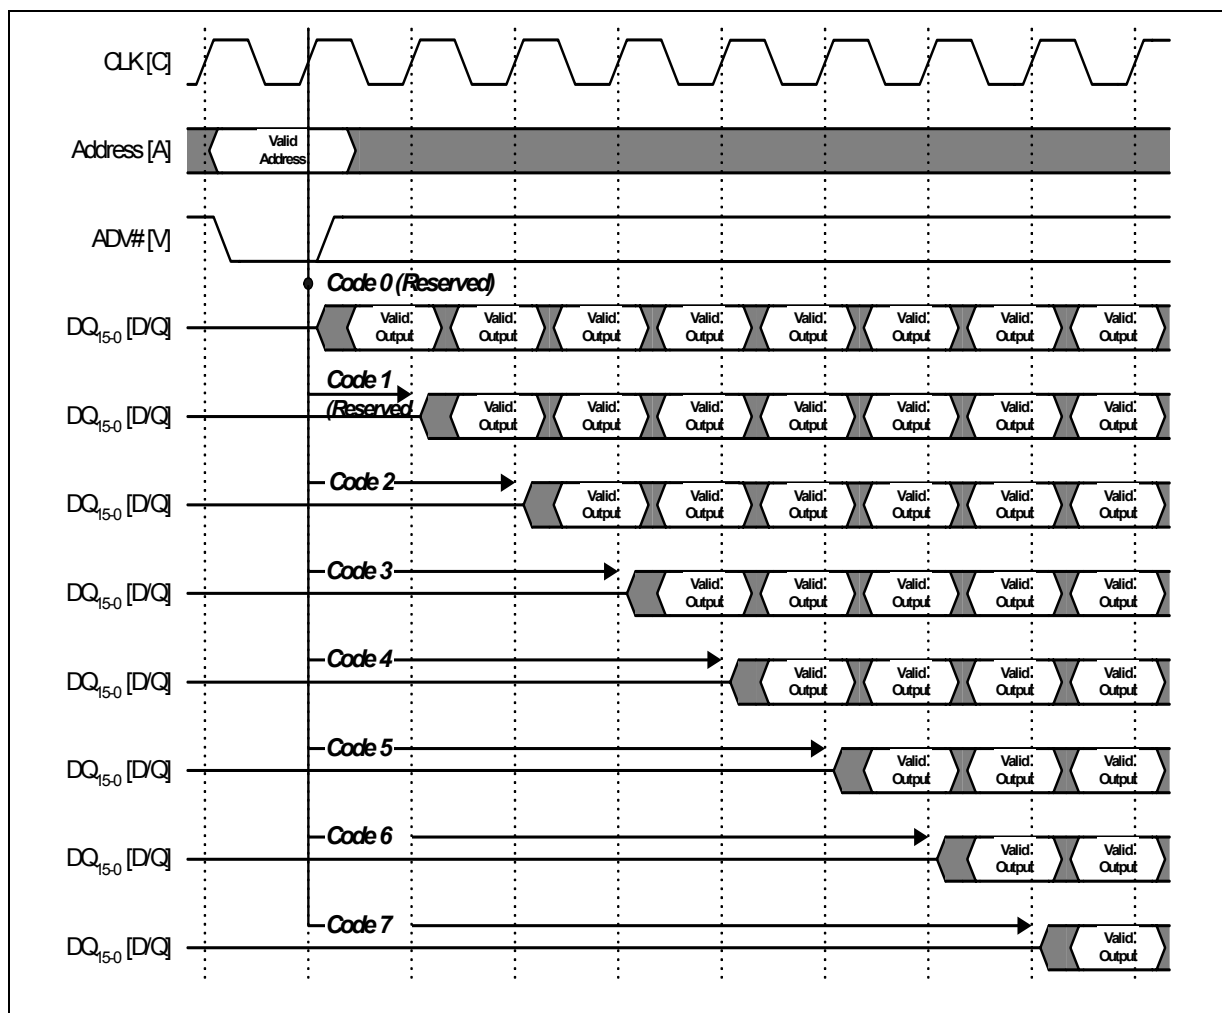 CLK [C]
Address [A]
Valid
Address
ADV# [V]
Code 0 (Reserved)
DQ15-0 [D/Q]
Valid Output Valid Output Valid Output Valid Output Valid Output Valid Output Valid Output Valid Output
Code 1
(Reserved
DQ15-0 [D/Q]
Valid Output Valid Output Valid Output Valid Output Valid Output Valid Output Valid Output
Code 2
DQ15-0 [D/Q]
Valid Output Valid Output Valid Output Valid Output Valid Output Valid Output
Code 3
DQ15-0 [D/Q]
Valid Output Valid Output Valid Output Valid Output Valid Output
Code 4
DQ15-0 [D/Q]
Valid Output Valid Output Valid Output Valid Output
Code 5
DQ15-0 [D/Q]
Valid Output Valid Output Valid Output
Code 6
DQ15-0 [D/Q]
Valid Output Valid Output
Code 7
DQ15-0 [D/Q]
Valid Output